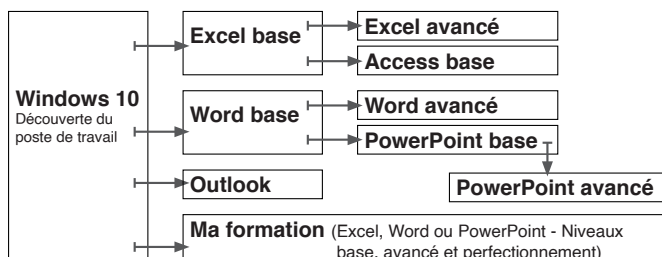 Excel base
Excel avancé
Access base
Windows 10
Découverte du
poste de travail
Word base
Word avancé
PowerPoint base
Outlook
PowerPoint avancé
Ma formation (Excel, Word ou PowerPoint - Niveaux
base, avancé et perfectionnement)